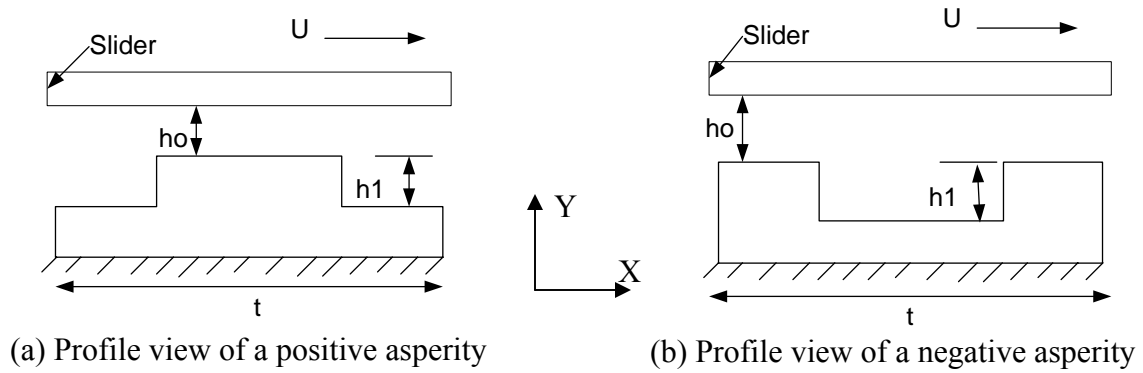 U
Slider
ho
h1
t
(a) Profile view of a positive asperity
Y
X
U
Slider
ho
h1
t
(b) Profile view of a negative asperity